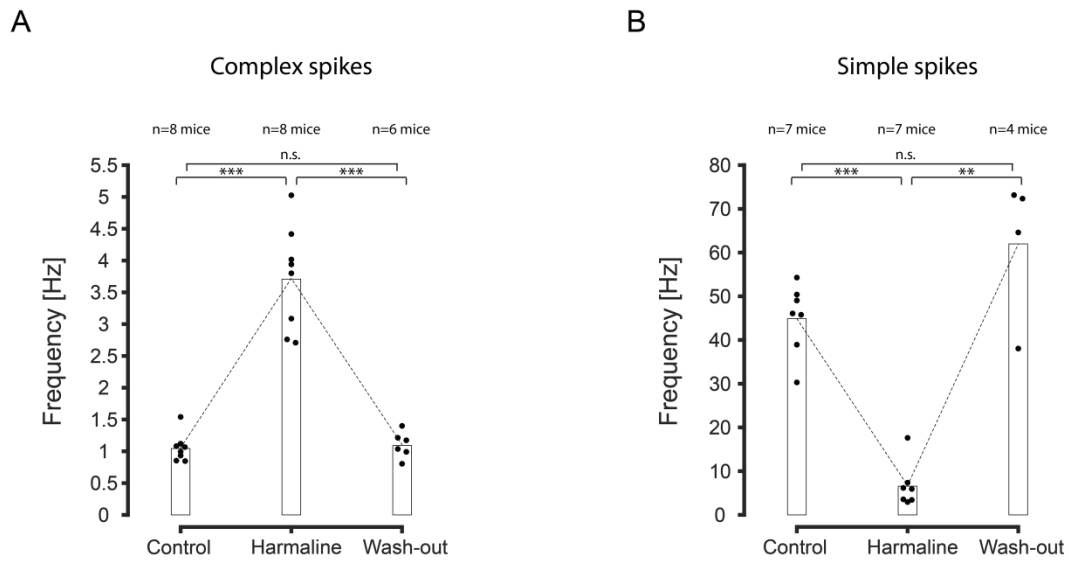 A
Complex spikes
n=8 mice n=8 mice n=6 mice
n.s.
*** ***
5.5
5
4.5
4
3.5
3
2.5
2
1.5
1
0.5
0
Frequency [Hz]
Control Harmaline Wash-out
B
Simple spikes
n=7 mice n=7 mice n=4 mice
n.s.
*** **
80
70
60
50
40
30
20
10
0
Frequency [Hz]
Control Harmaline Wash-out